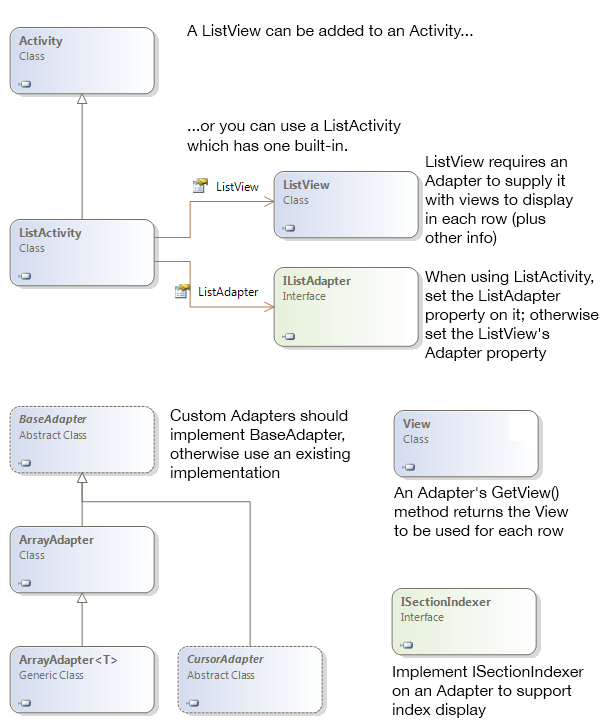 A ListView can be added to an Activity...
Activity
Class
...or you can use a ListActivity
which has one built-in.
ListView
ListView
Class
ListView requires an
Adapter to supply it
with views to display
in each row (plus
other info)
ListActivity
Class
ListAdapter
IListAdapter
Interface
When using ListActivity,
set the ListAdapter
property on it; otherwise
set the ListView's
Adapter property
BaseAdapter
Abstract Class
Custom Adapters should
implement BaseAdapter,
otherwise use an existing
implementation
View
Class
An Adapter's GetView()
method returns the View
to be used for each row
ArrayAdapter
Class
ISectionIndexer
Interface
ArrayAdapter<T>
Generic Class
CursorAdapter
Abstract Class
Implement ISectionIndexer
on an Adapter to support
index display